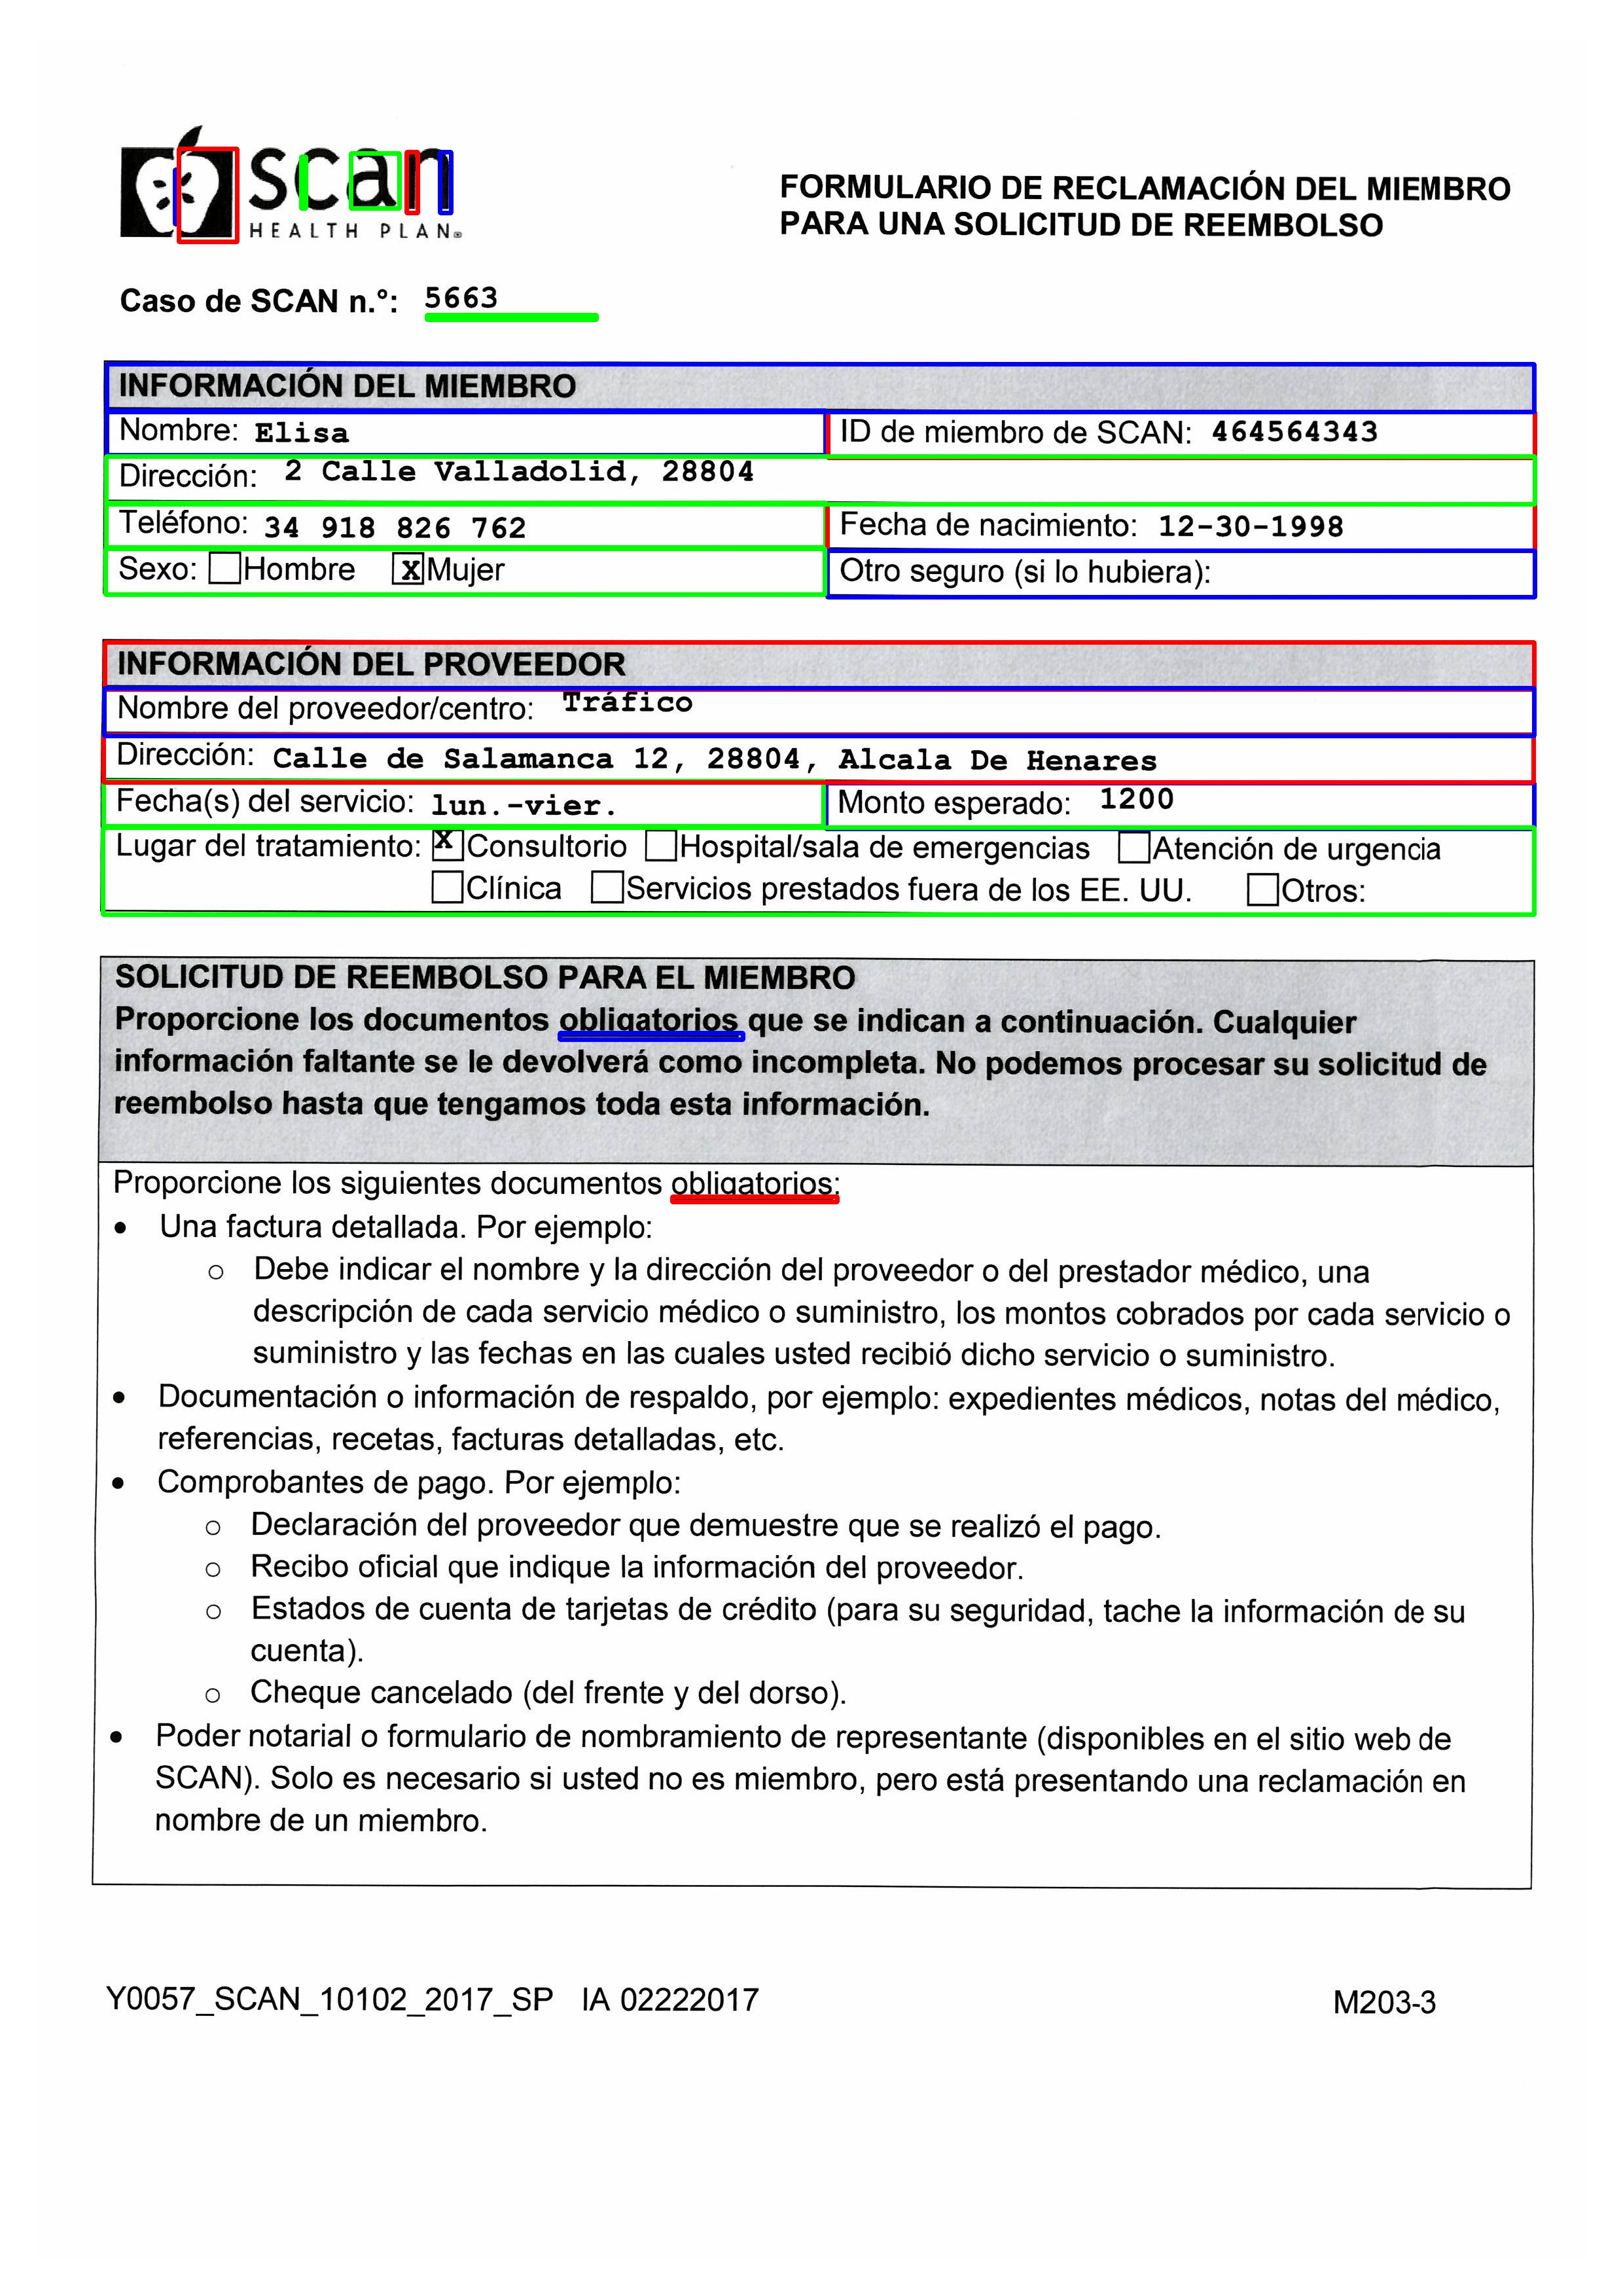 scan
HEALTH PLAN®
FORMULARIO DE RECLAMACIÓN DEL MIEMBRO
PARA UNA SOLICITUD DE REEMBOLSO
Caso de SCAN n.°: 5663
INFORMACIÓN DEL MIEMBRO
Nombre: Elisa ID de miembro de SCAN: 464564343
Dirección: 2 Calle Valladolid, 28804
Teléfono: 34 918 826 762 Fecha de nacimiento: 12-30-1998
Sexo: Hombre X Mujer Otro seguro (si lo hubiera):
INFORMACIÓN DEL PROVEEDOR
Nombre del proveedor/centro: Tráfico
Dirección: Calle de Salamanca 12, 28804, Alcala De Henares
Fecha(s) del servicio: lun.-vier. Monto esperado: 1200
Lugar del tratamiento: X Consultorio Hospital/sala de emergencias Atención de urgencia
Clínica Servicios prestados fuera de los EE. UU. Otros:
SOLICITUD DE REEMBOLSO PARA EL MIEMBRO
Proporcione los documentos obligatorios que se indican a continuación. Cualquier
información faltante se le devolverá como incompleta. No podemos procesar su solicitud de
reembolso hasta que tengamos toda esta información.
Proporcione los siguientes documentos obligatorios:
• Una factura detallada. Por ejemplo:
o Debe indicar el nombre y la dirección del proveedor o del prestador médico, una
descripción de cada servicio médico o suministro, los montos cobrados por cada servicio o
suministro y las fechas en las cuales usted recibió dicho servicio o suministro.
• Documentación o información de respaldo, por ejemplo: expedientes médicos, notas del médico,
referencias, recetas, facturas detalladas, etc.
• Comprobantes de pago. Por ejemplo:
o Declaración del proveedor que demuestre que se realizó el pago.
o Recibo oficial que indique la información del proveedor.
o Estados de cuenta de tarjetas de crédito (para su seguridad, tache la información de su
cuenta).
o Cheque cancelado (del frente y del dorso).
• Poder notarial o formulario de nombramiento de representante (disponibles en el sitio web de
SCAN). Solo es necesario si usted no es miembro, pero está presentando una reclamación en
nombre de un miembro.
Y0057_SCAN_10102_2017_SP IA 02222017 M203-3